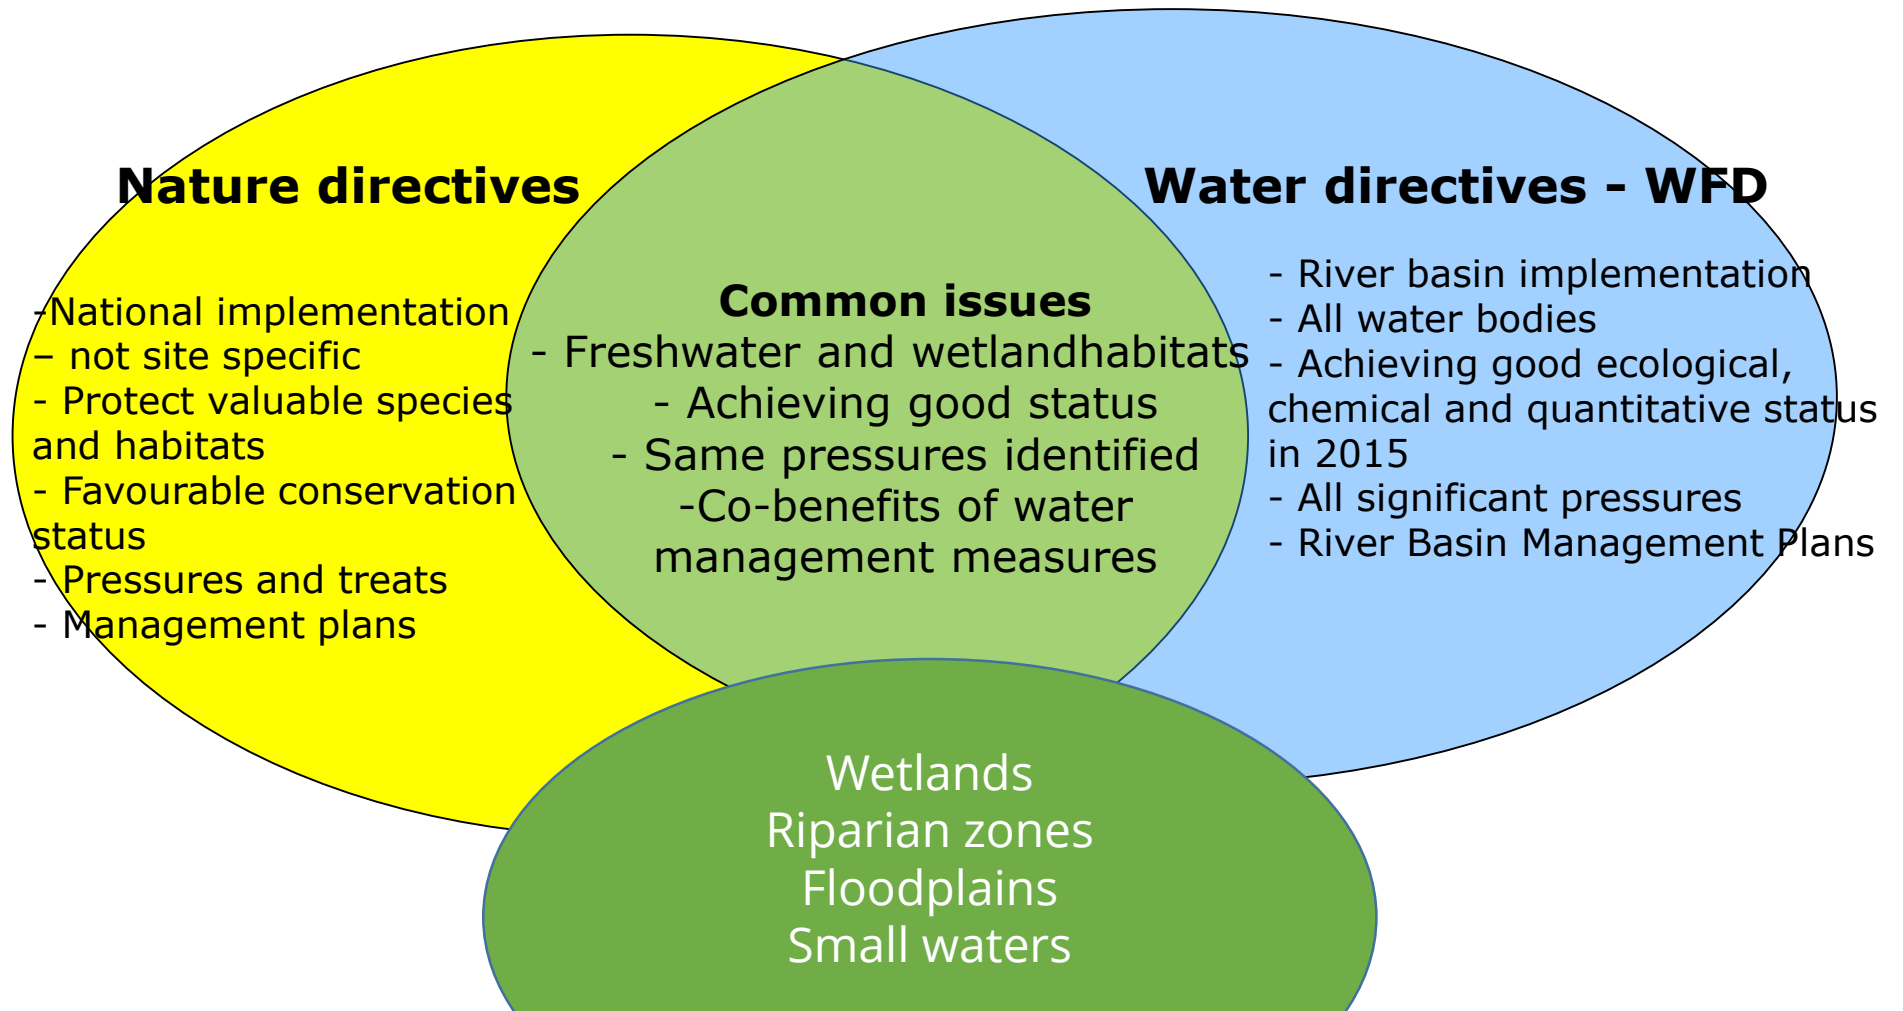 Nature directives
-National implementation
– not site specific
- Protect valuable species
and habitats
- Favourable conservation
status
- Pressures and treats
- Management plans
Common issues
- Freshwater and wetlandhabitats
- Achieving good status
- Same pressures identified
-Co-benefits of water
management measures
Water directives – WFD
- River basin implementation
- All water bodies
- Achieving good ecological,
chemical and quantitative status
in 2015
- All significant pressures
- River Basin Management Plans
Wetlands
Riparian zones
Floodplains
Small waters